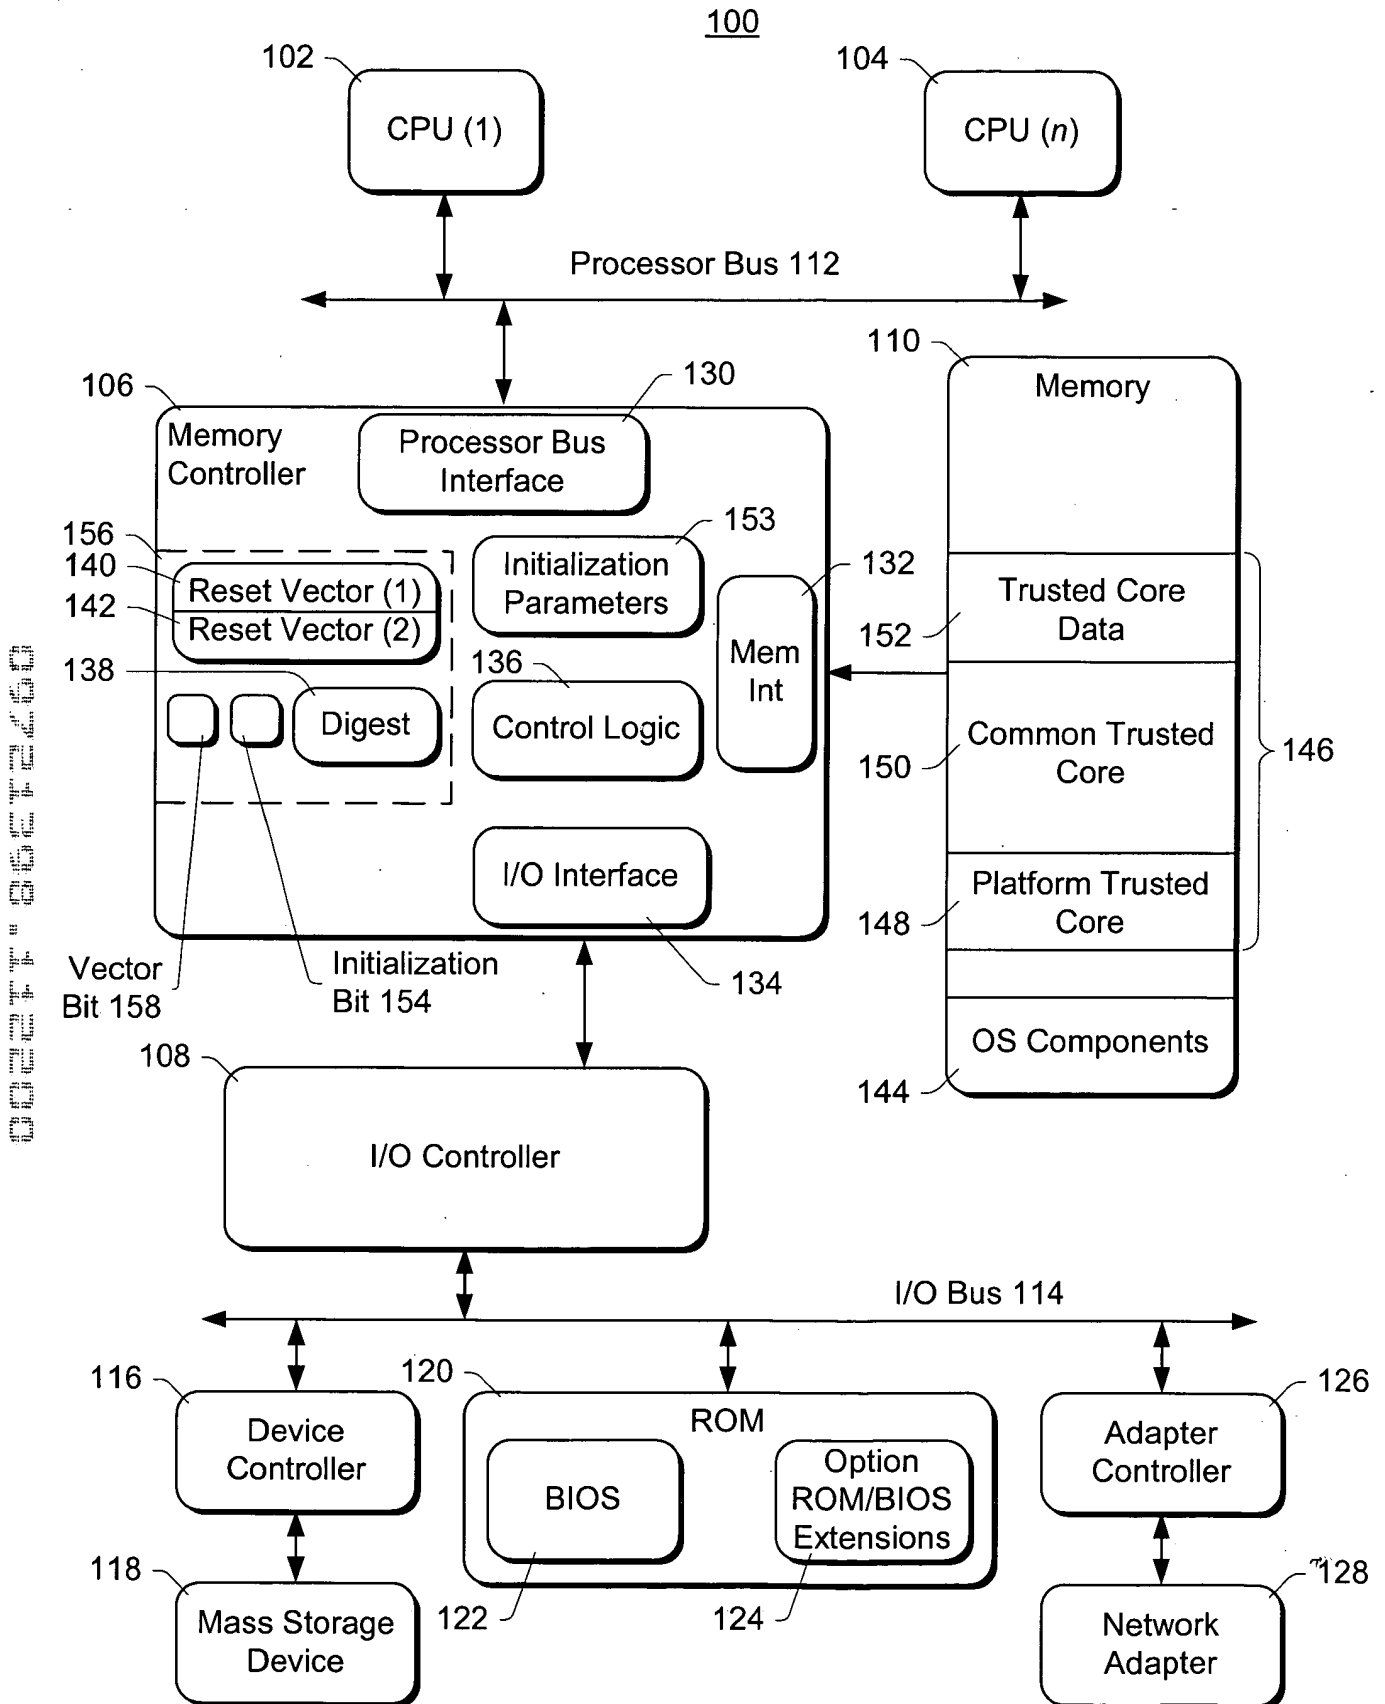 100
102
104
CPU (1)
CPU (n)
Processor Bus 112
110
Memory
106
130
Memory
Controller
Processor Bus
Interface
156
140
142
138
Reset Vector (1)
Reset Vector (2)
Digest
153
Initialization
Parameters
136
Control Logic
132
Mem
Int
I/O Interface
134
Vector
Bit 158
Initialization
Bit 154
Trusted Core
Data
152
Common Trusted
Core
150
146
Platform Trusted
Core
148
OS Components
144
108
I/O Controller
I/O Bus 114
116
Device
Controller
120
ROM
BIOS
122
Option
ROM/BIOS
Extensions
124
126
Adapter
Controller
118
Mass Storage
Device
128
Network
Adapter